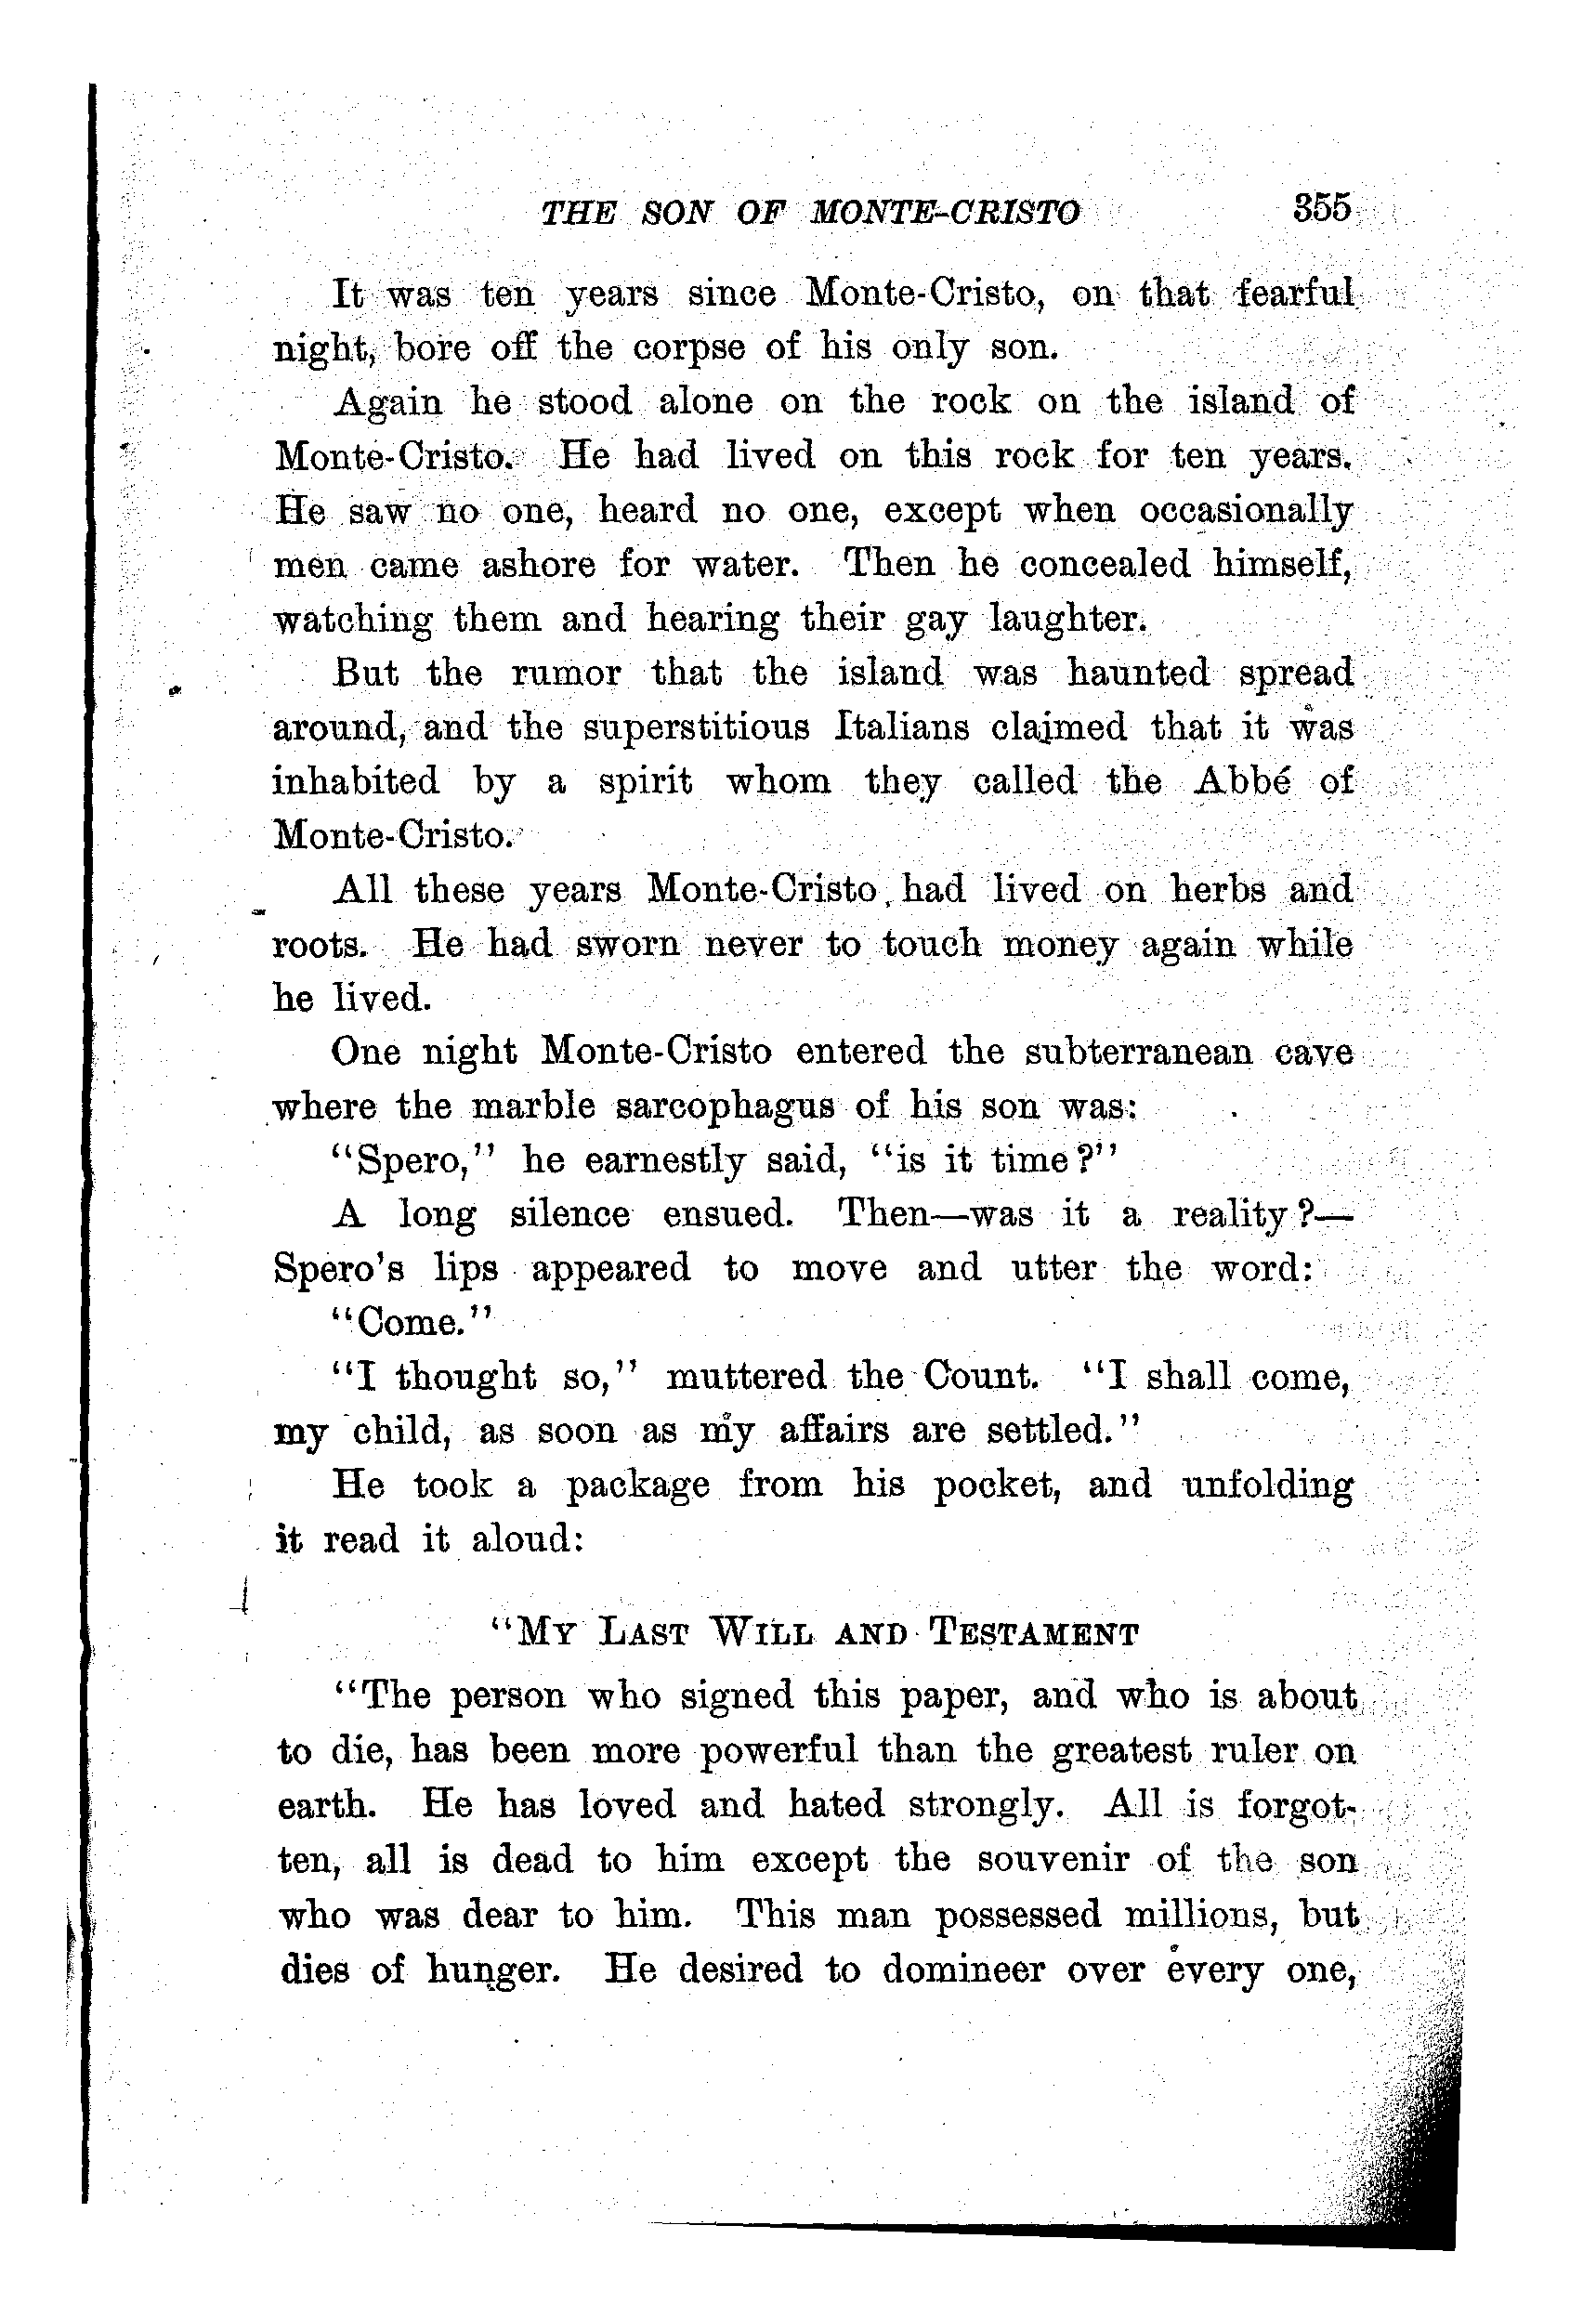 THE SON OF MONTE-CRISTO 355
It was ten years since Monte-Cristo, on that fearful
night, bore off the corpse of his only son.
Again he stood alone on the rock on the island of
Monte-Cristo. He had lived on this rock for ten years.
He saw no one, heard no one, except when occasionally
men came ashore for water. Then he concealed himself,
watching them and hearing their gay laughter.
But the rumor that the island was haunted spread
around, and the superstitious Italians claimed that it was
inhabited by a spirit whom they called the Abbé of
Monte-Cristo.
All these years Monte-Cristo had lived on herbs and
roots. He had sworn never to touch money again while
he lived.
One night Monte-Cristo entered the subterranean cave
where the marble sarcophagus of his son was:
"Spero," he earnestly said, "is it time?"
A long silence ensued. Then—was it a reality?—
Spero's lips appeared to move and utter the word:
"Come."
"I thought so," muttered the Count. "I shall come,
my child, as soon as my affairs are settled."
He took a package from his pocket, and unfolding
it read it aloud:
"MY LAST WILL AND TESTAMENT
"The person who signed this paper, and who is about
to die, has been more powerful than the greatest ruler on
earth. He has loved and hated strongly. All is forgot-
ten, all is dead to him except the souvenir of the son
who was dear to him. This man possessed millions, but
dies of hunger. He desired to domineer over every one,